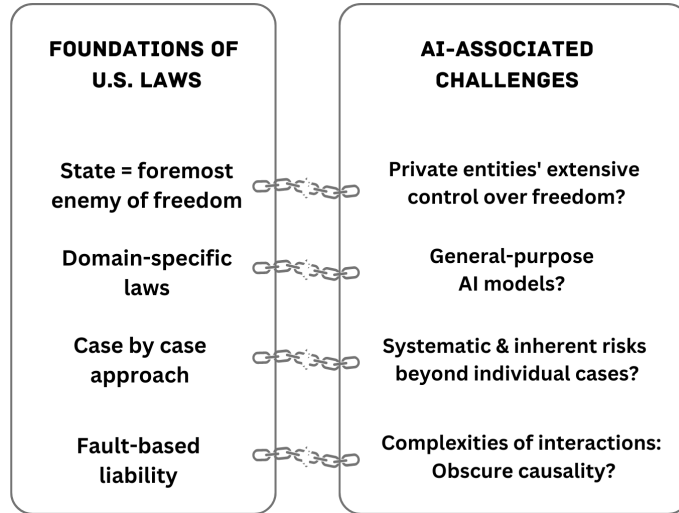 FOUNDATIONS OF
U.S. LAWS
State = foremost
enemy of freedom
Domain-specific
laws
Case by case
approach
Fault-based
liability
AI-ASSOCIATED
CHALLENGES
Private entities' extensive
control over freedom?
General-purpose
AI models?
Systematic & inherent risks
beyond individual cases?
Complexities of interactions:
Obscure causality?